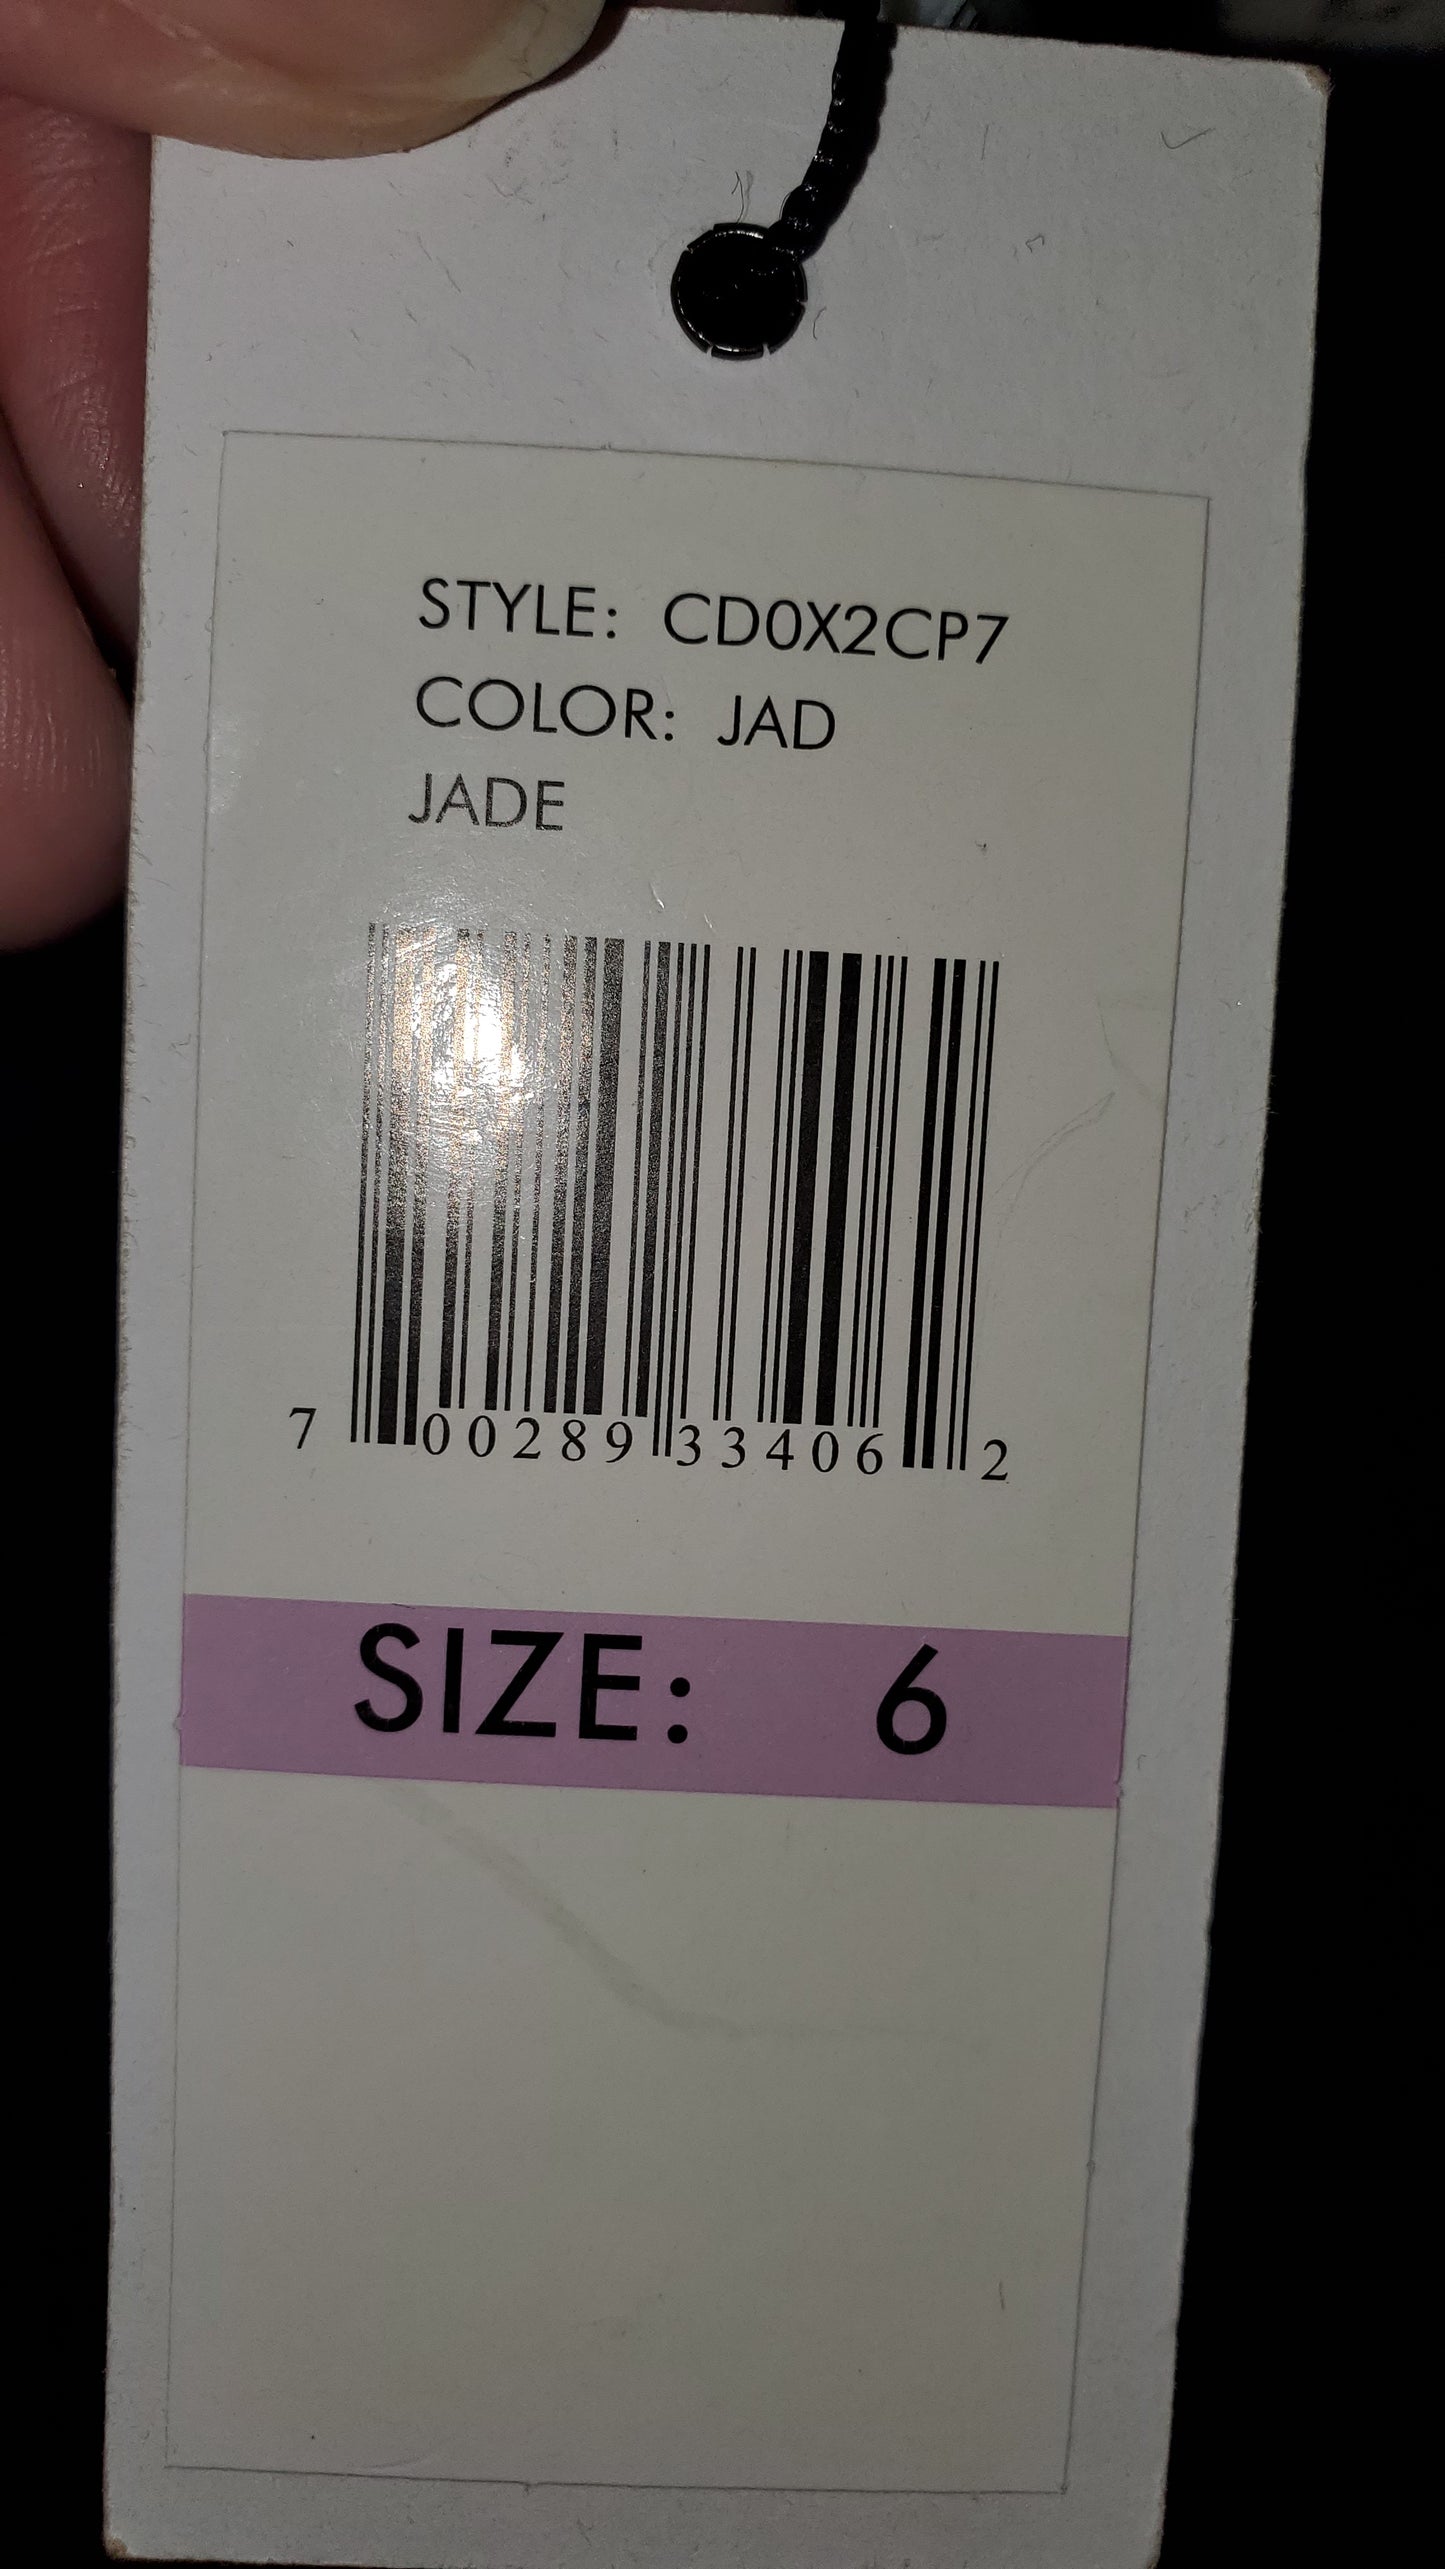 STYLE: CD0X2CP7
COLOR: JAD
JADE
7 00289 33406 2
SIZE: 6